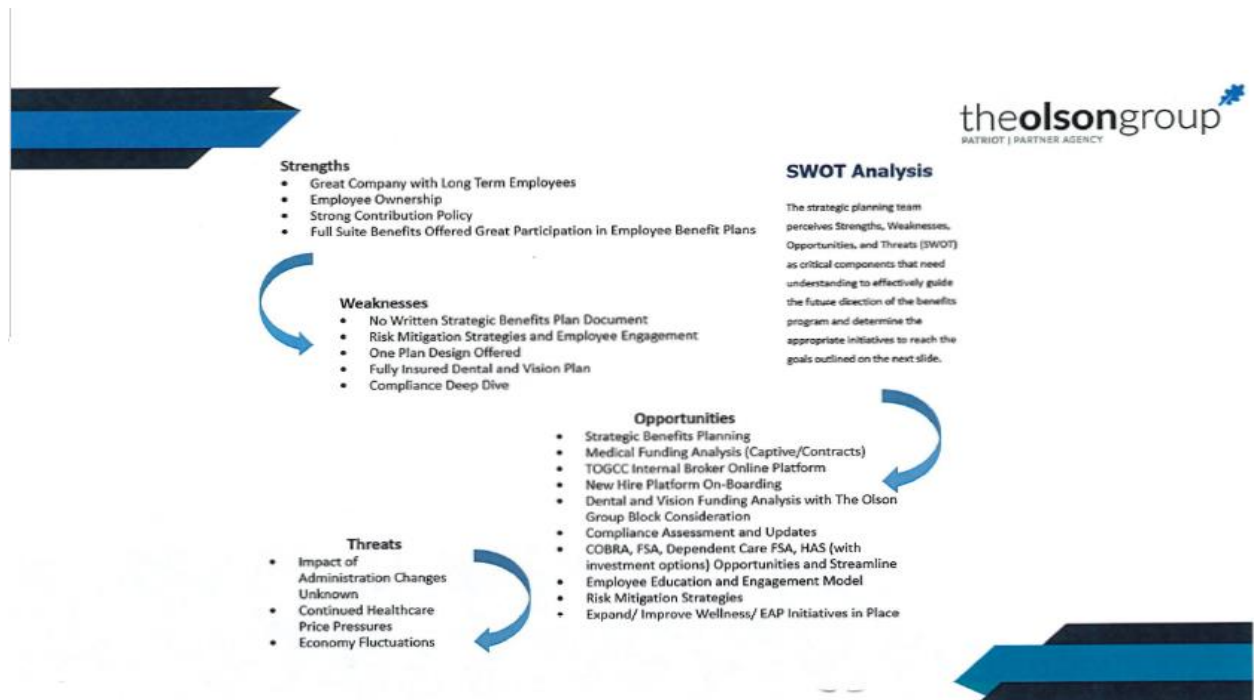 theolsongroup
PATRIOT | PARTNER AGENCY
Strengths
• Great Company with Long Term Employees
• Employee Ownership
• Strong Contribution Policy
• Full Suite Benefits Offered Great Participation in Employee Benefit Plans
SWOT Analysis
The strategic planning team
perceives Strengths, Weaknesses,
Opportunities, and Threats (SWOT)
as critical components that need
understanding to effectively guide
the future direction of the benefits
program and determine the
appropriate initiatives to reach the
goals outlined on the next slide.
Weaknesses
• No Written Strategic Benefits Plan Document
• Risk Mitigation Strategies and Employee Engagement
• One Plan Design Offered
• Fully Insured Dental and Vision Plan
• Compliance Deep Dive
Opportunities
• Strategic Benefits Planning
• Medical Funding Analysis (Captive/Contracts)
• TOGCC Internal Broker Online Platform
• New Hire Platform On-Boarding
• Dental and Vision Funding Analysis with The Olson
Group Block Consideration
• Compliance Assessment and Updates
• COBRA, FSA, Dependent Care FSA, HAS (with
investment options) Opportunities and Streamline
• Employee Education and Engagement Model
• Risk Mitigation Strategies
• Expand/ Improve Wellness/ EAP Initiatives in Place
Threats
• Impact of
Administration Changes
Unknown
• Continued Healthcare
Price Pressures
• Economy Fluctuations